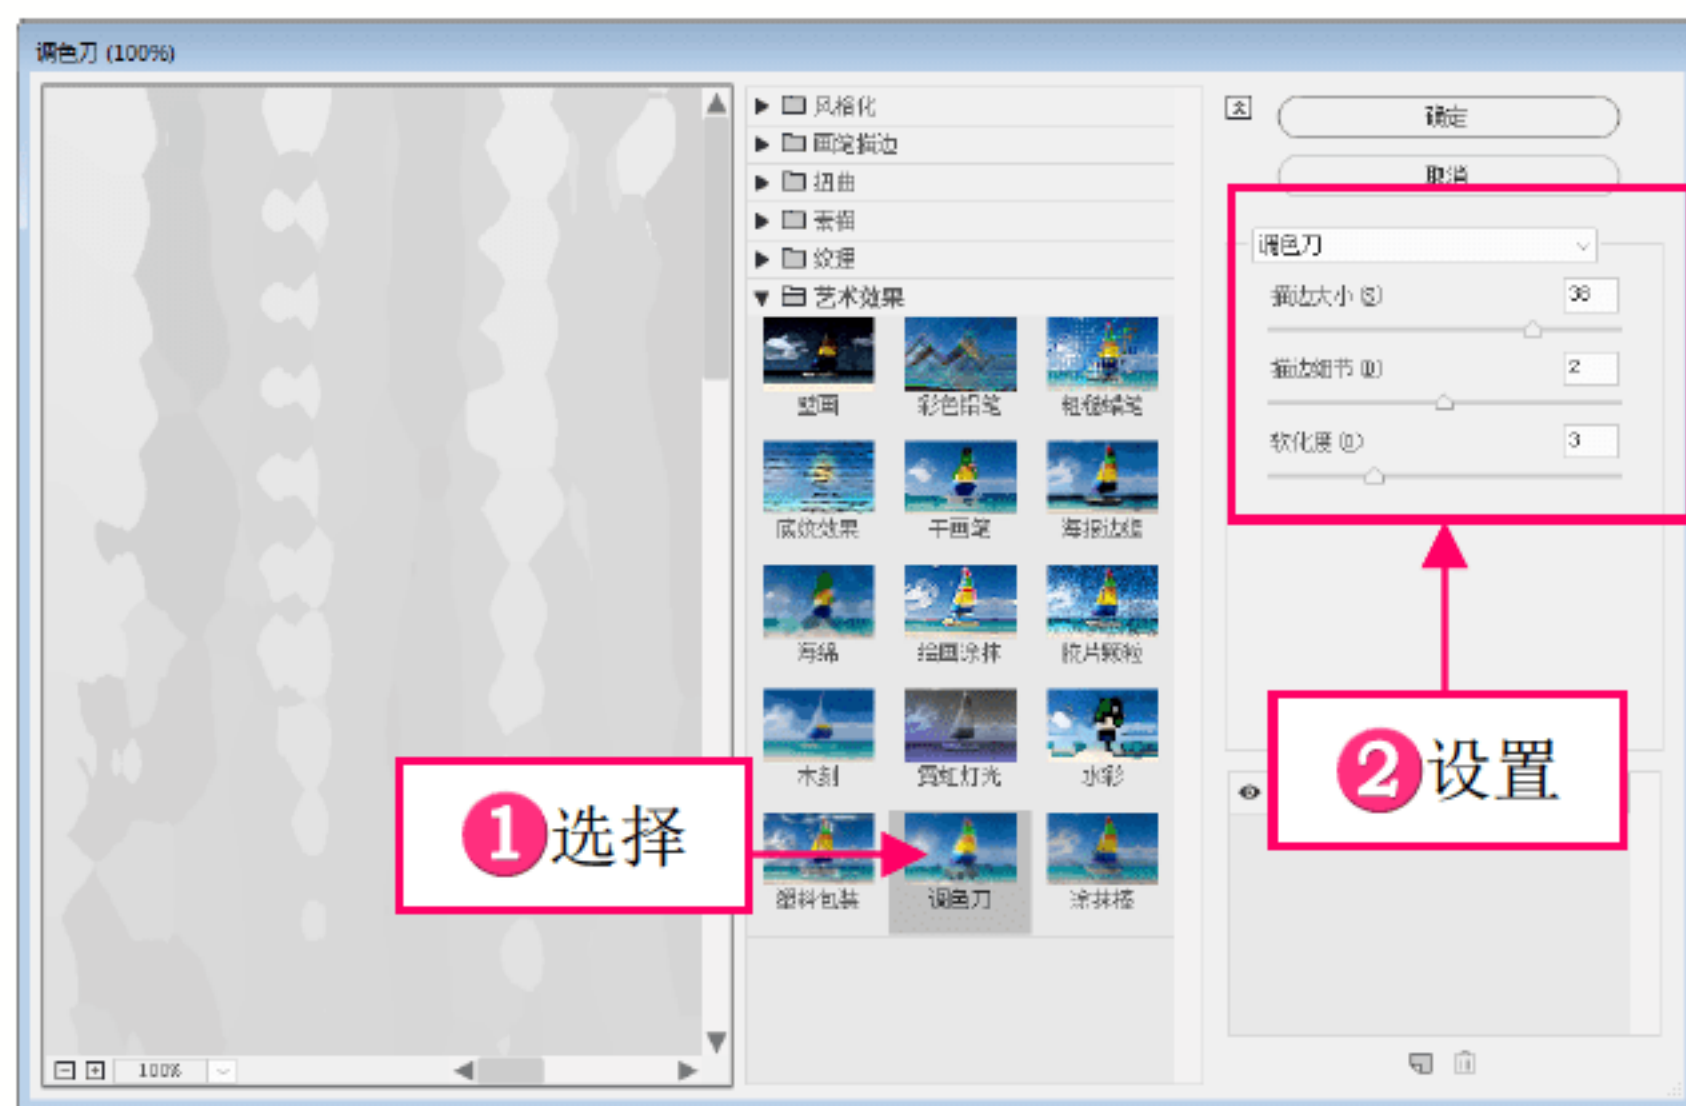 调色刀 (100%)
风格化
画笔描边
扭曲
素描
纹理
艺术效果
壁画
彩色铅笔
粗糙蜡笔
底纹效果
干画笔
海报边缘
海绵
绘画涂抹
胶片颗粒
木刻
霓虹灯光
水彩
塑料包装
调色刀
涂抹棒
100%
确定
取消
调色刀
描边大小(S)
38
描边细节(D)
2
软化度(O)
3
1选择
2设置